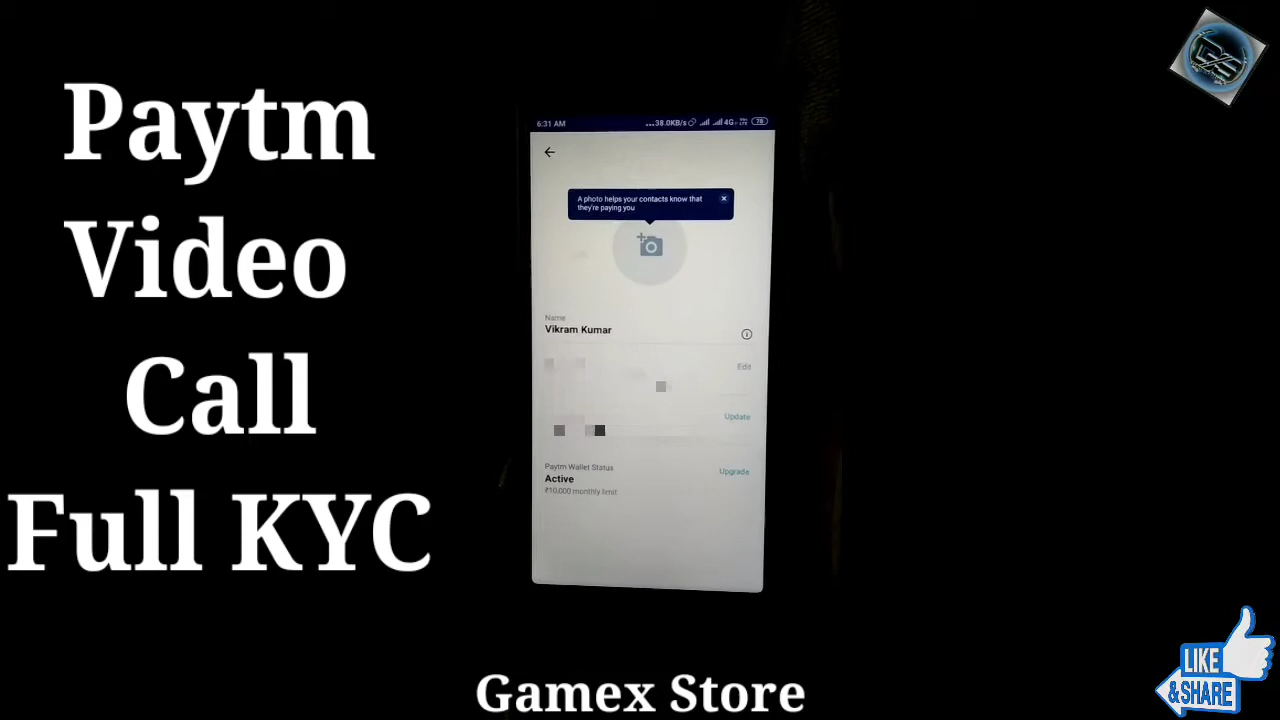 Paytm
Video
Call
Full KYC
6:31 AM
...38.0KB/s
4G
78
A photo helps your contacts know that
they're paying you
Name
Vikram Kumar
Edit
Update
Paytm Wallet Status
Upgrade
Active
₹10,000 monthly limit
Gamex Store
LIKE
&SHARE